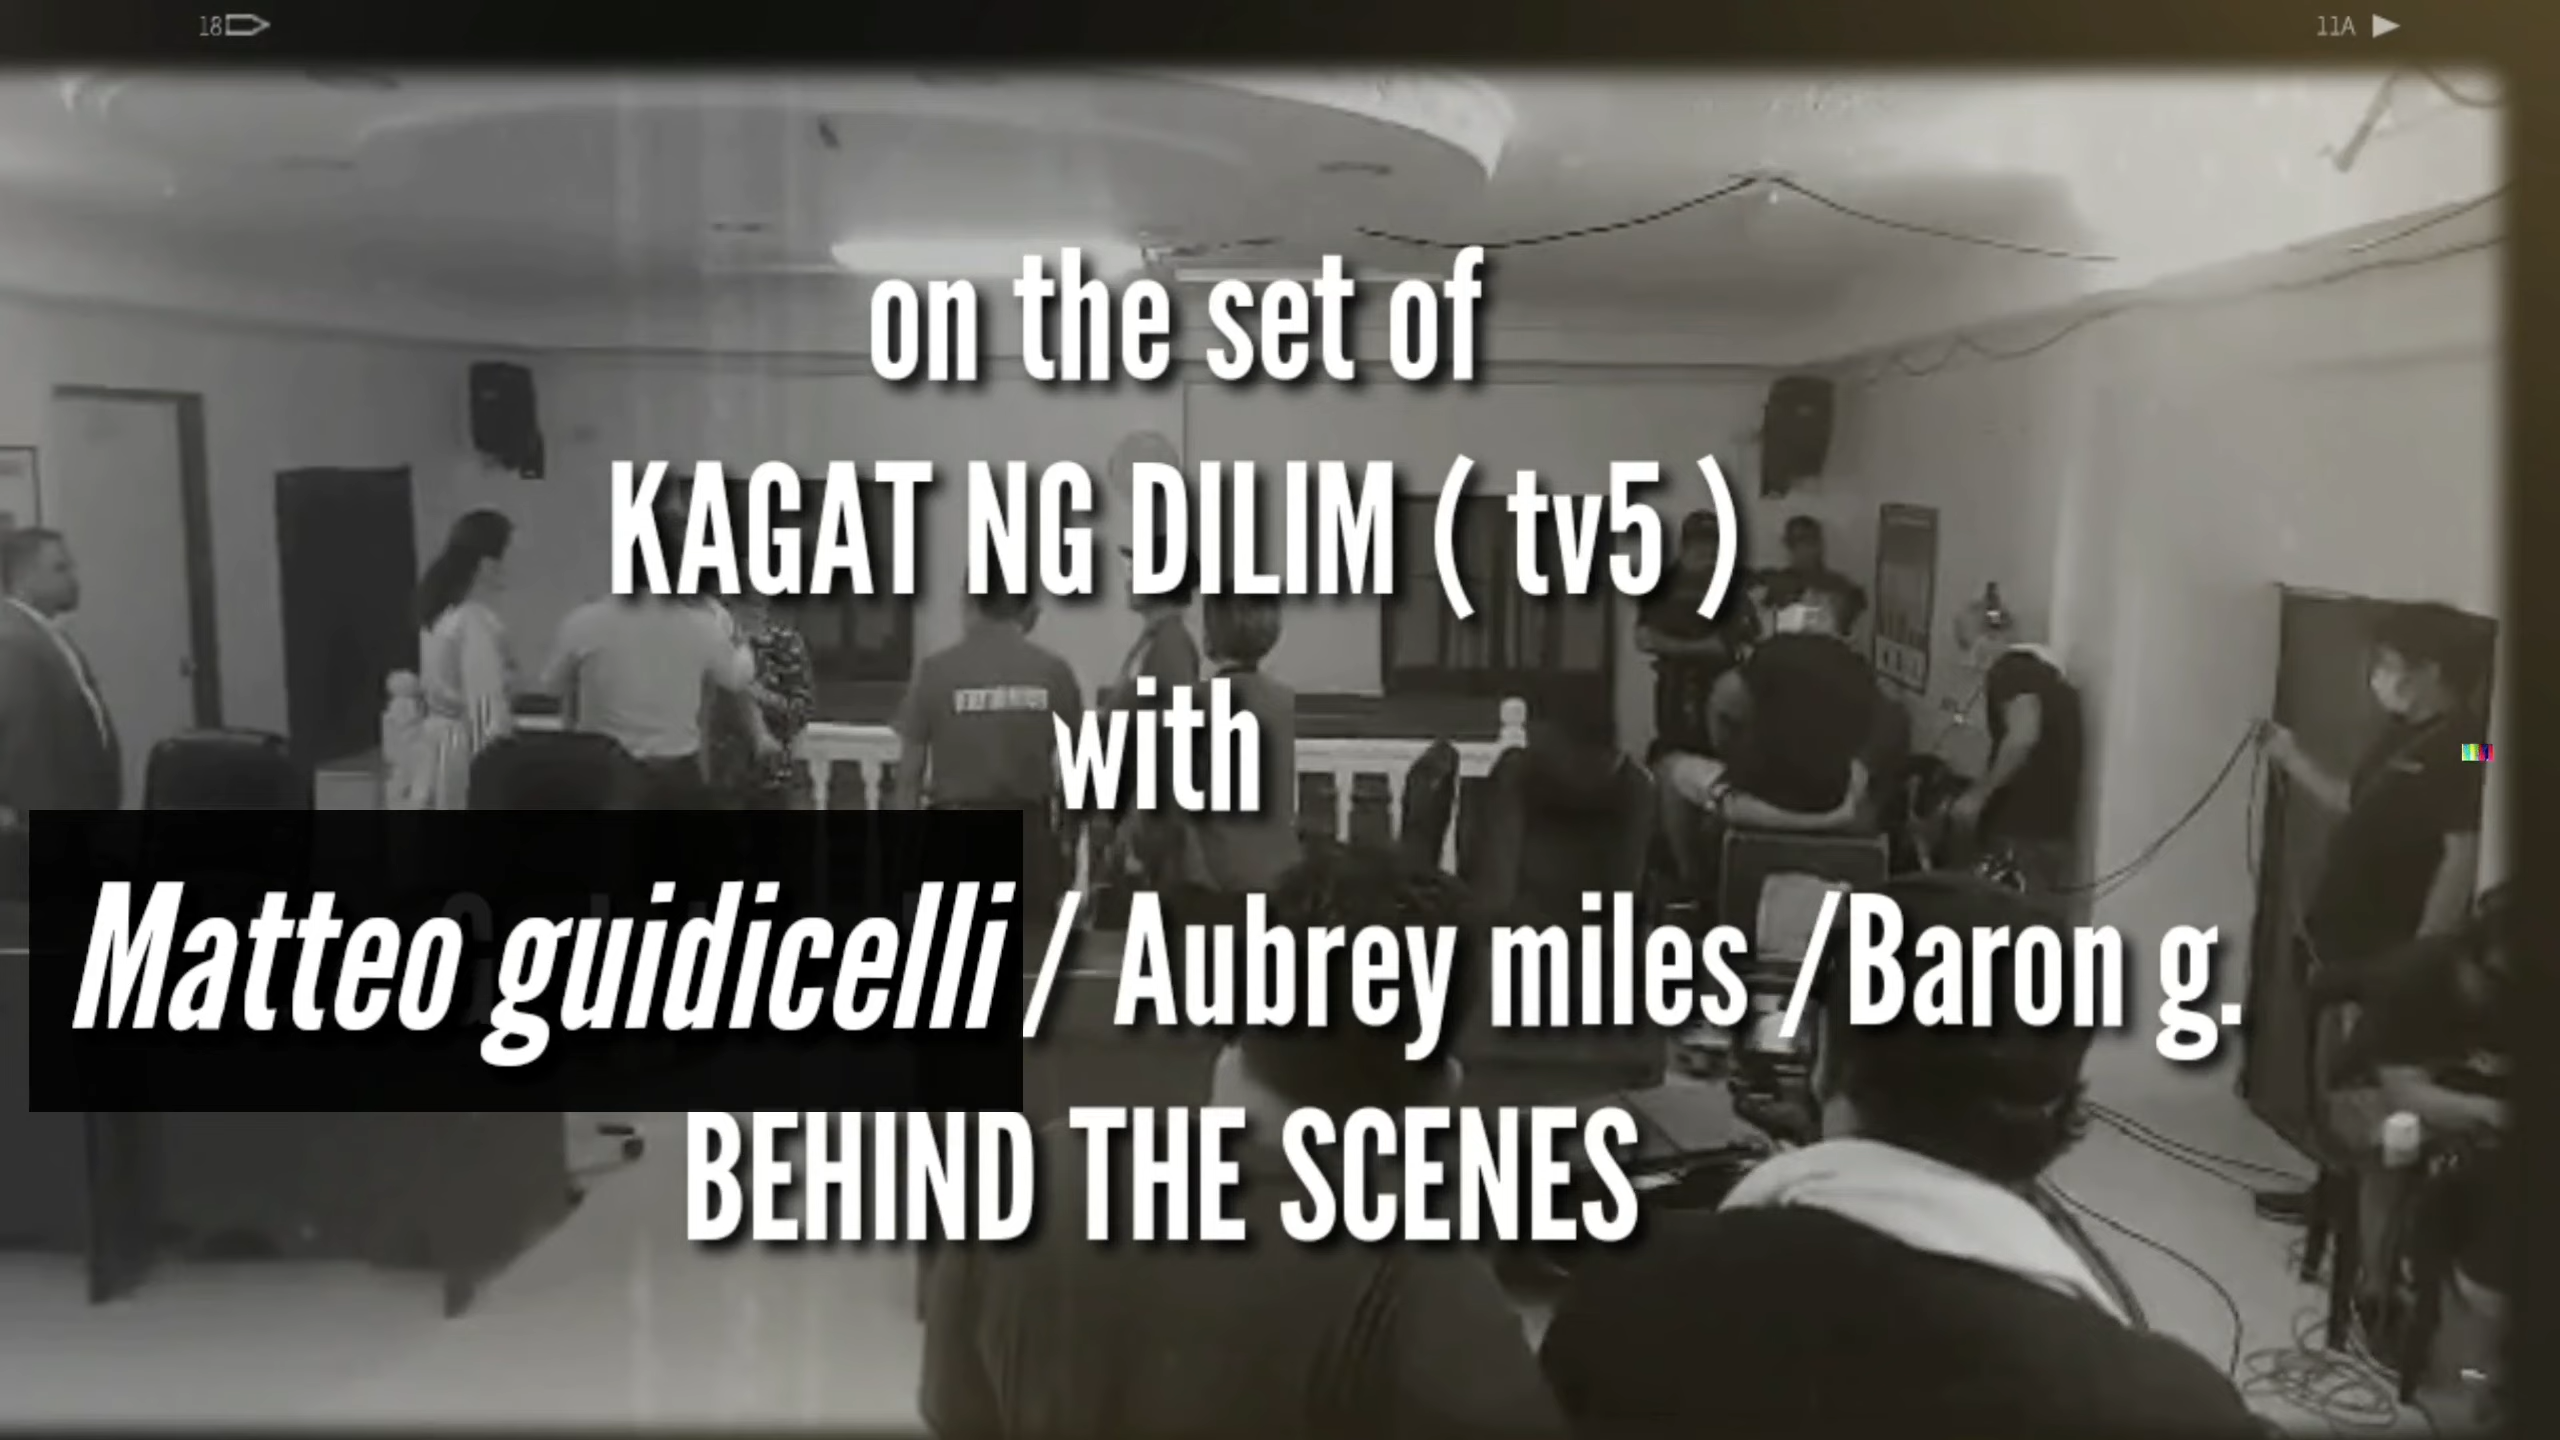 18 11A
on the set of
KAGAT NG DILIM ( tv5 )
with
Matteo guidicelli / Aubrey miles /Baron g.
BEHIND THE SCENES